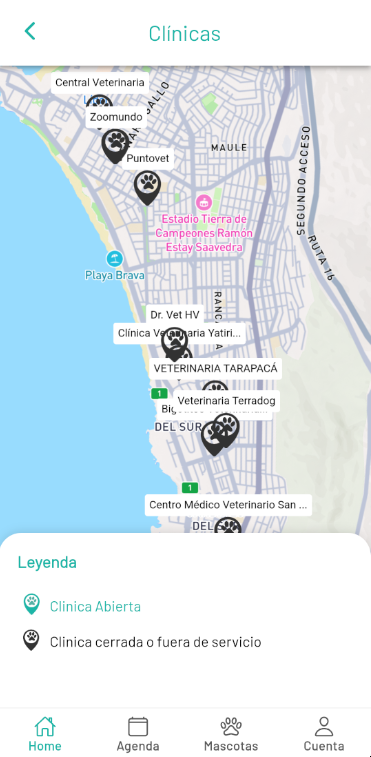 Clínicas
Central Veterinaria
Zoomundo
Puntovet
MAULE
SEGUNDO ACCESO
RUTA 16
Estadio Tierra de
Campeones Ramón
Estay Saavedra
Playa Brava
Dr. Vet HV
Clínica Veterinaria Yatiri...
VETERINARIA TARAPACÁ
1
Veterinaria Terradog
DEL SUR
1
Centro Médico Veterinario San ...
DEL
Leyenda
Clinica Abierta
Clinica cerrada o fuera de servicio
Home
Agenda
Mascotas
Cuenta